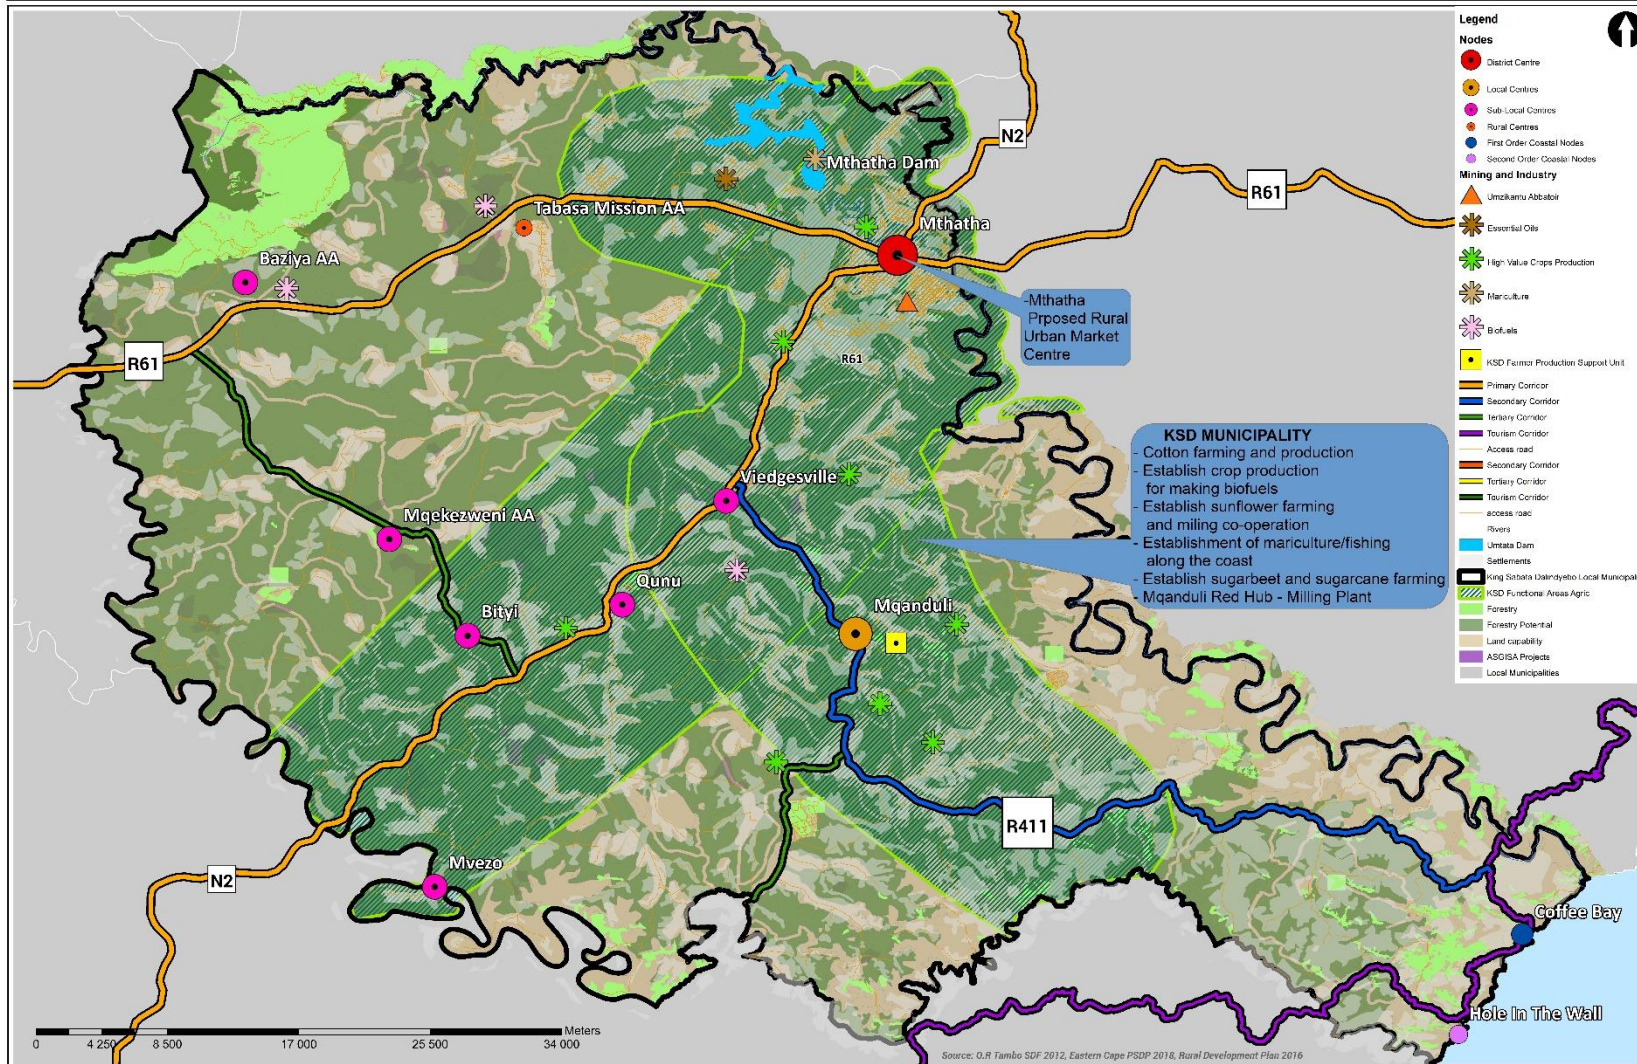 N2
Mthatha Dam
R61
Tabasa Mission AA
Mthatha
Baziya AA
-Mthatha
Prposed Rural
Urban Market
Centre
R61
R61
KSD MUNICIPALITY
- Cotton farming and production
- Establish crop production
for making biofuels
- Establish sunflower farming
and miling co-operation
- Establishment of mariculture/fishing
along the coast
- Establish sugarbeet and sugarcane farming
- Mqanduli Red Hub - Milling Plant
Viedgesville
Mqekezweni AA
Qunu
Mqanduli
Bityi
R411
Mvezo
N2
Coffee Bay
Hole In The Wall
Meters
0 4 250 8 500 17 000 25 500 34 000
Source: O.R Tambo SDF 2012, Eastern Cape PSDP 2018, Rural Development Plan 2016
Legend
Nodes
District Centre
Local Centres
Sub-Local Centres
Rural Centres
First Order Coastal Nodes
Second Order Coastal Nodes
Mining and Industry
Umzikantu Abbatoir
Essential Oils
High Value Crops Production
Mariculture
Biofuels
KSD Farmer Production Support Unit
Primary Corridor
Secondary Corridor
Tertiary Corridor
Tourism Corridor
Access road
Secondary Corridor
Tertiary Corridor
Tourism Corridor
access road
Rivers
Umtata Dam
Settlements
King Sabata Dalindyebo Local Municipali
KSD Functional Areas Agric
Forestry
Forestry Potential
Land capability
ASGISA Projects
Local Municipalities